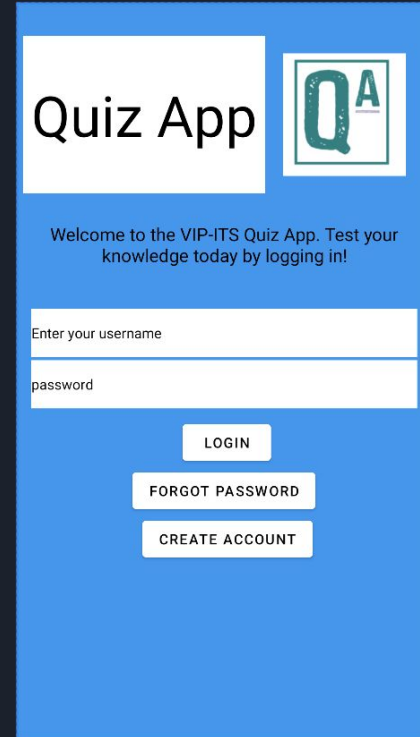 Quiz App
QA
Welcome to the VIP-ITS Quiz App. Test your
knowledge today by logging in!
Enter your username
password
LOGIN
FORGOT PASSWORD
CREATE ACCOUNT